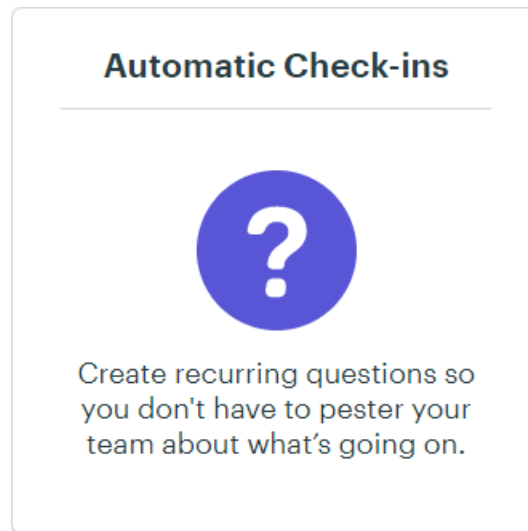 Automatic Check-ins
?
Create recurring questions so
you don't have to pester your
team about what’s going on.